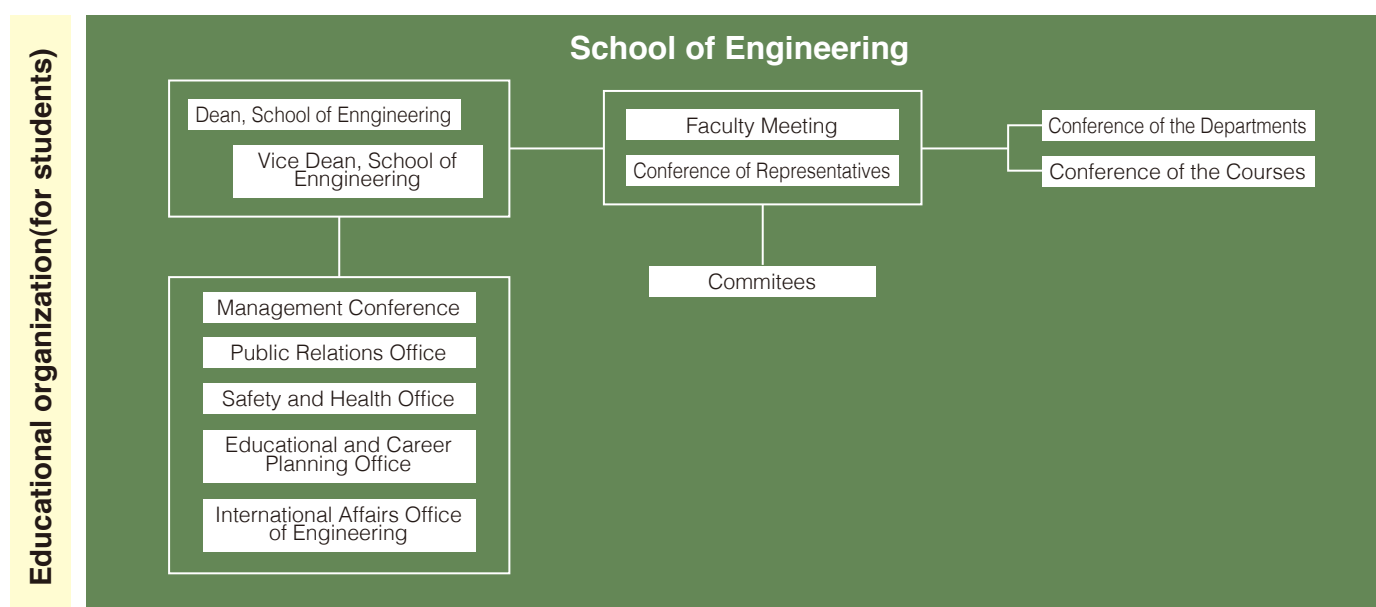 Educational organization(for students)
School of Engineering
Dean, School of Enngineering
Vice Dean, School of
Enngineering
Faculty Meeting
Conference of Representatives
Conference of the Departments
Conference of the Courses
Commitees
Management Conference
Public Relations Office
Safety and Health Office
Educational and Career
Planning Office
International Affairs Office
of Engineering